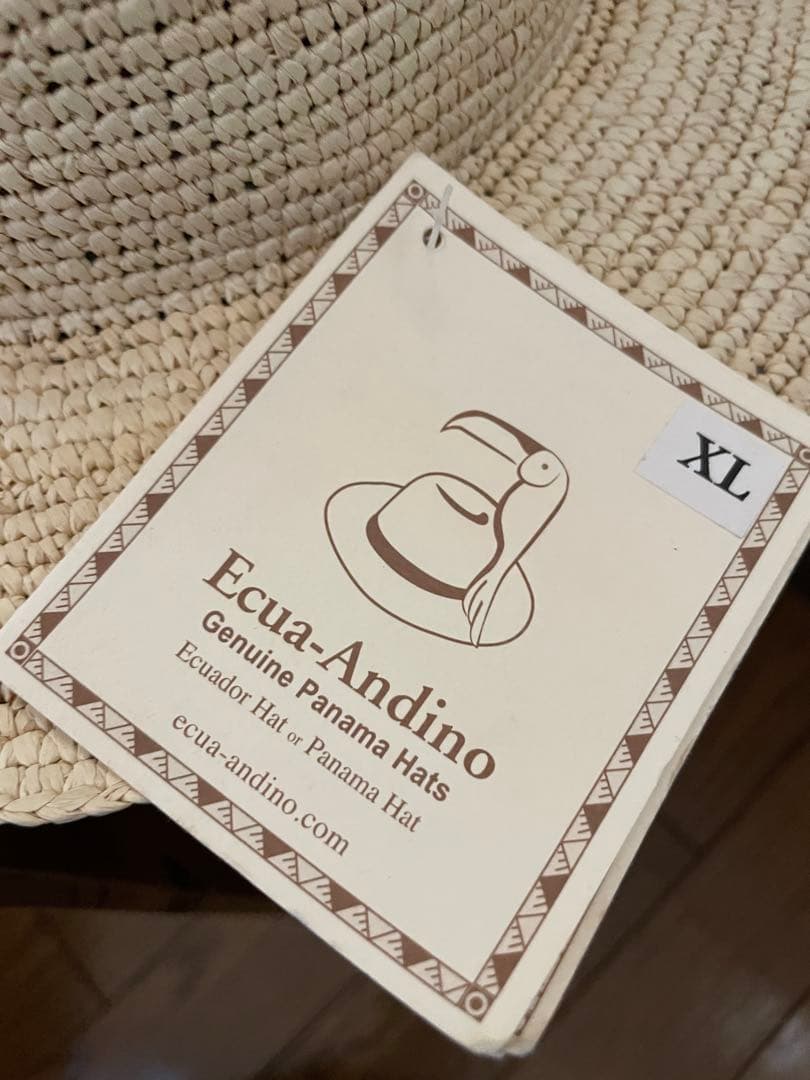 XL
Ecua-Andino
Genuine Panama Hats
Ecuador Hat or Panama Hat
ecua-andino.com